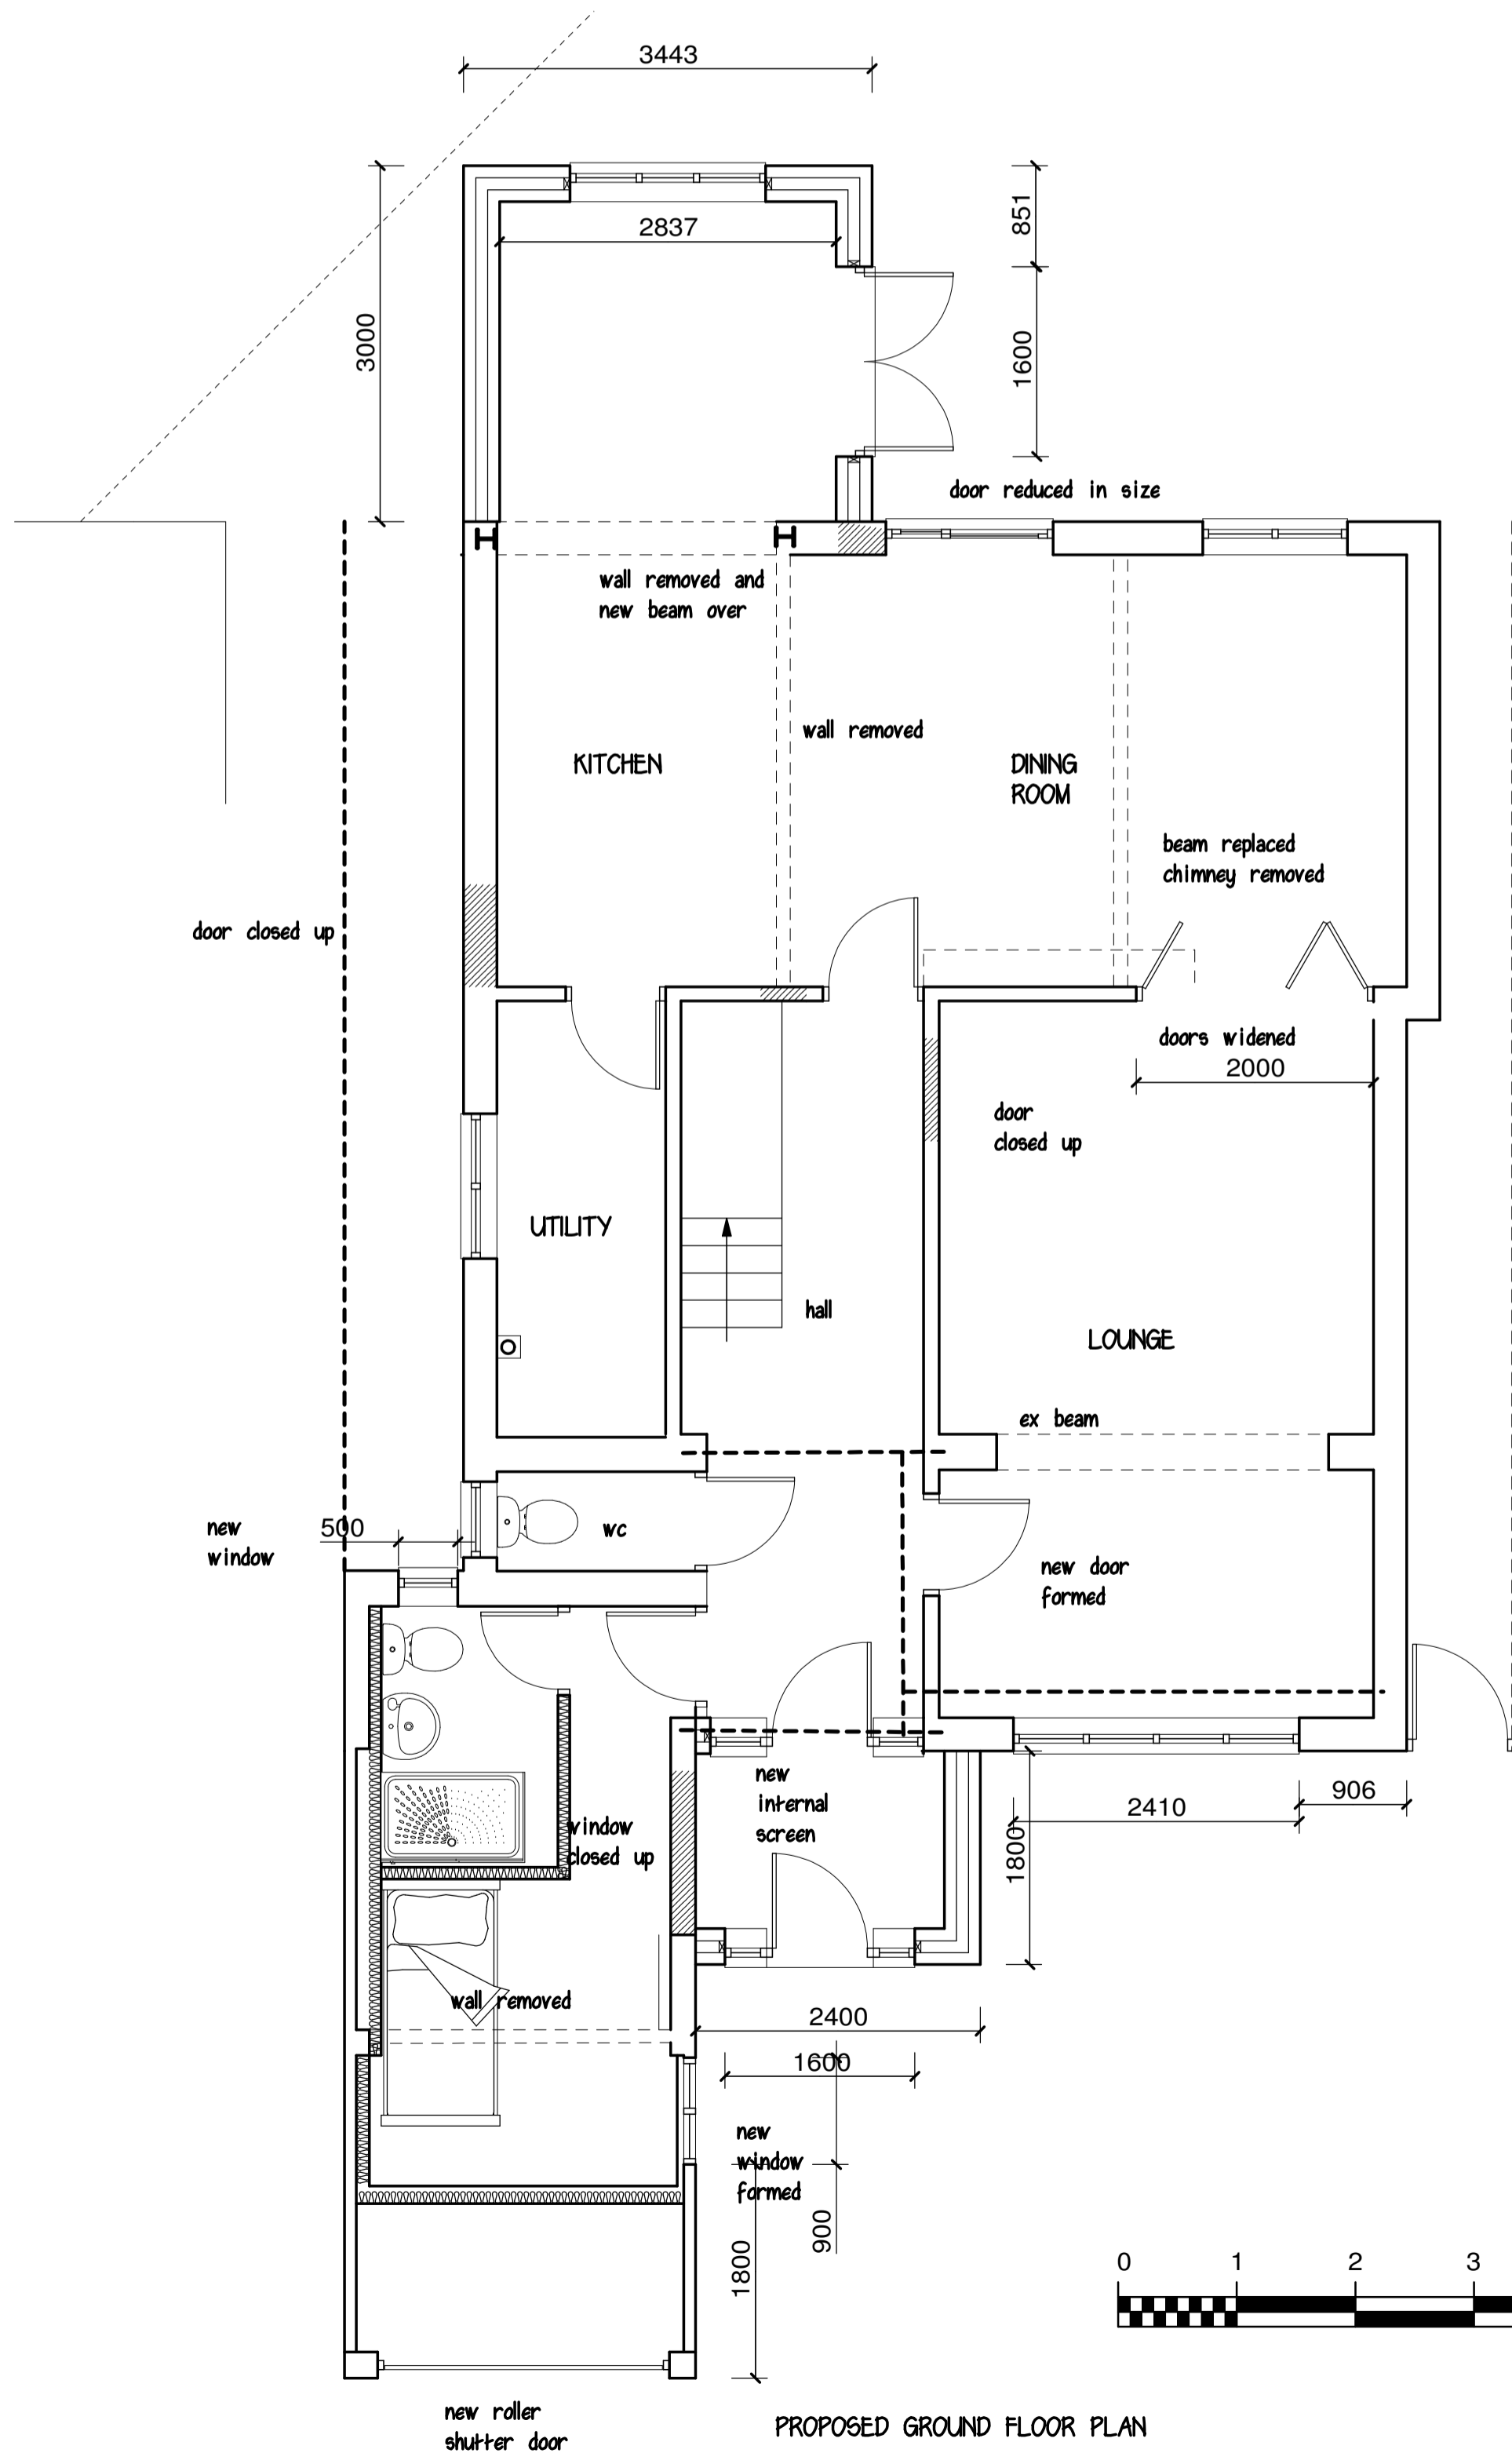 3443
851
2837
3000
1600
door reduced in size
wall removed and
new beam over
wall removed
KITCHEN
DINING
ROOM
beam replaced
chimney removed
door closed up
doors widened
2000
door
closed up
UTILITY
hall
LOUNGE
ex beam
new
window
500
wc
new door
formed
new
internal
screen
window
closed up
906
2410
1800
wall removed
2400
1600
new
window
formed
900
1800
0 1 2 3
new roller
shutter door
PROPOSED GROUND FLOOR PLAN